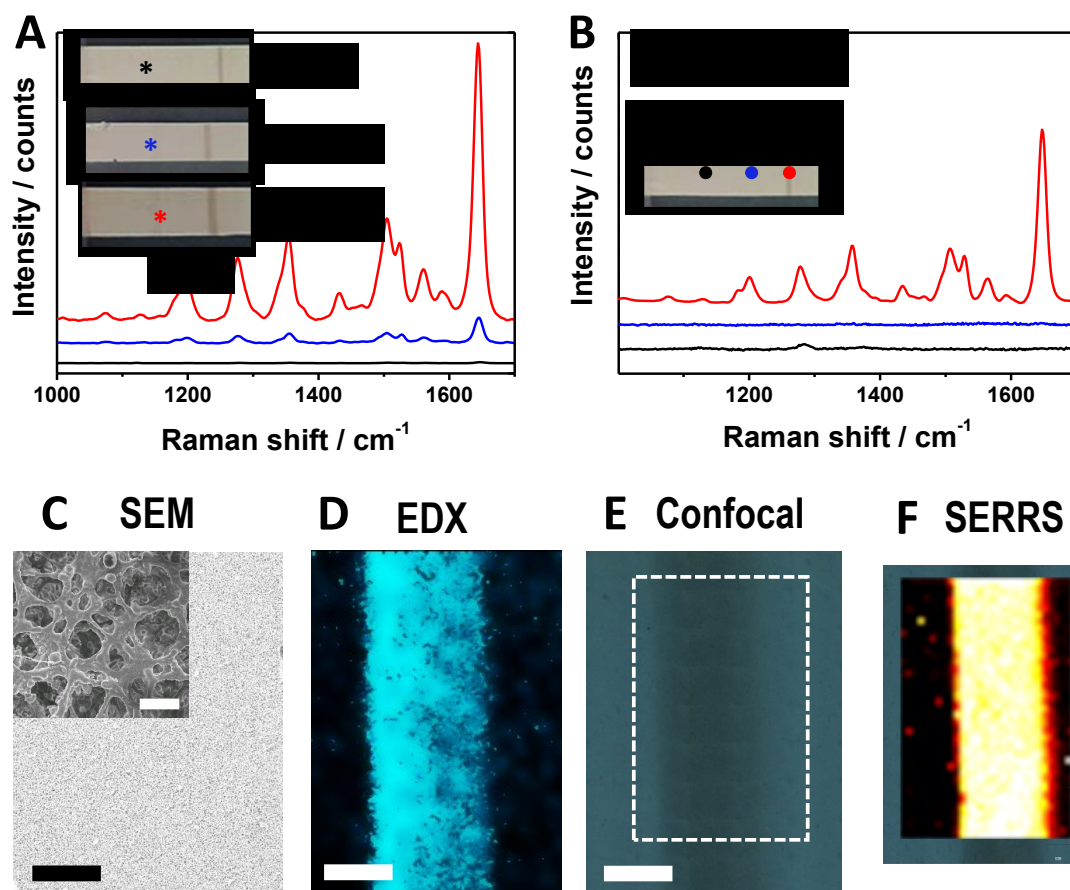 A
B
Intensity / counts
Intensity / counts
*
*
*
1000
1200
1400
1600
1200
1400
1600
Raman shift / cm-1
Raman shift / cm-1
C SEM
D EDX
E Confocal
F SERRS